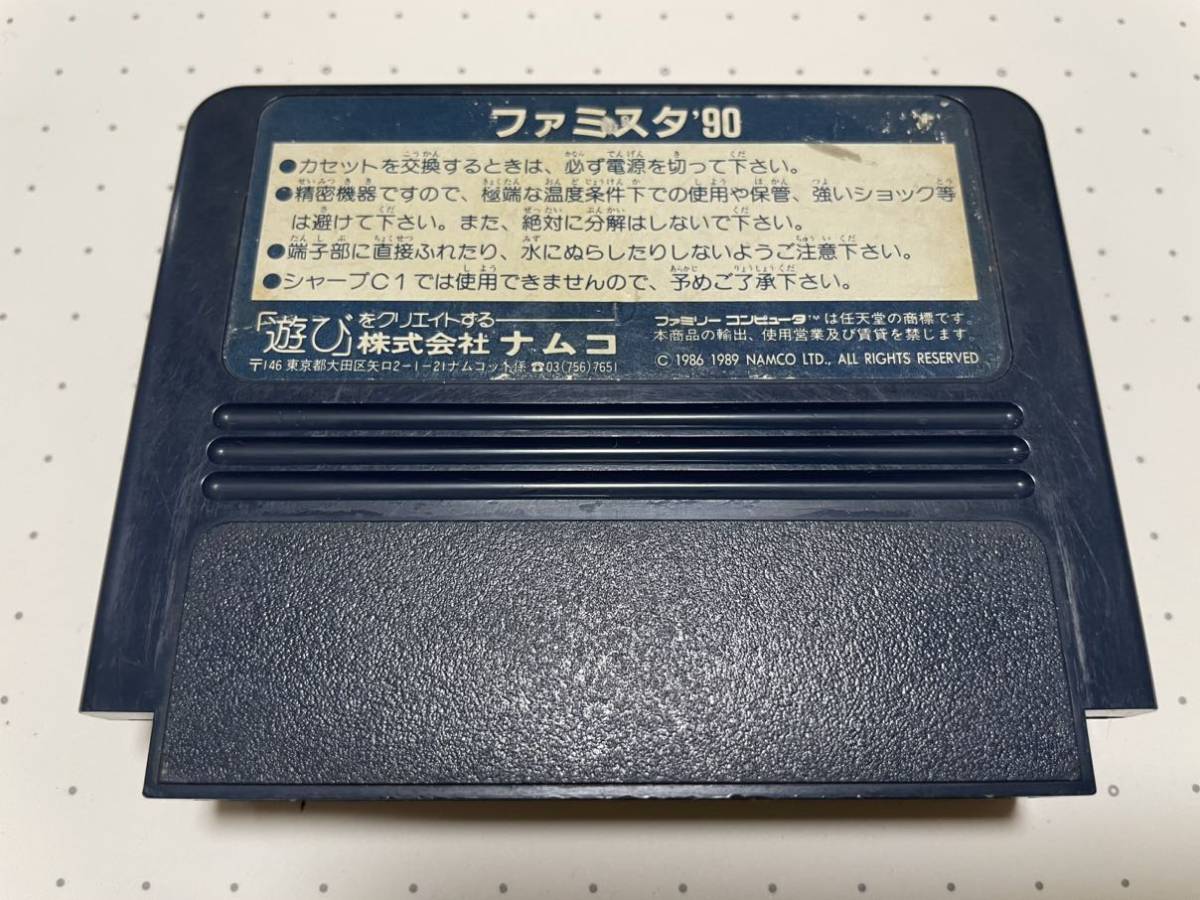 ファミスタ'90
●カセットを交換するときは、必ず電源を切って下さい。
●精密機器ですので、極端な温度条件下での使用や保管、強いショック等
は避けて下さい。また、絶対に分解はしないで下さい。
●端子部に直接ふれたり、水にぬらしたりしないようご注意下さい。
●シャープC1では使用できませんので、予めご了承下さい。
「遊び」をクリエイトする
株式会社ナムコ
〒146 東京都大田区矢口2-1-21ナムコット係 ☎03(756)7651
ファミリーコンピュータ™は任天堂の商標です。
本商品の輸出、使用営業及び賃貸を禁じます。
© 1986 1989 NAMCO LTD., ALL RIGHTS RESERVED